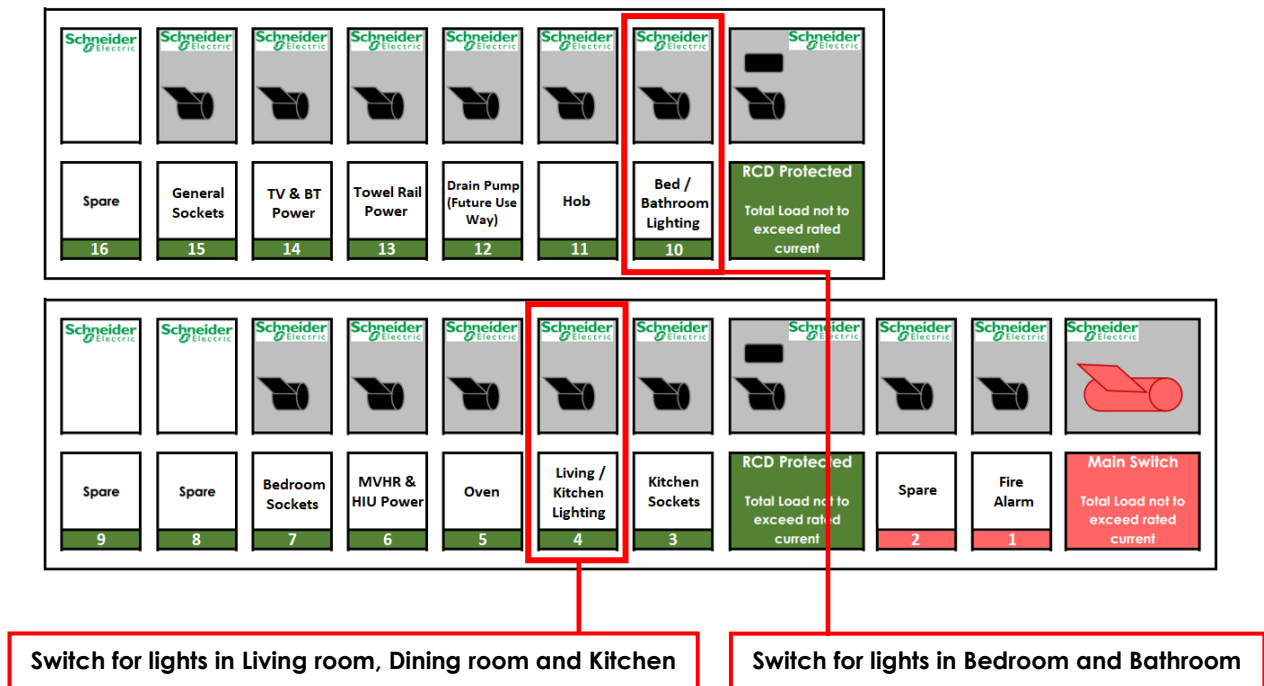 Schneider Electric
Schneider Electric
Schneider Electric
Schneider Electric
Schneider Electric
Schneider Electric
Schneider Electric
Schneider Electric
Spare
16
General
Sockets
15
TV & BT
Power
14
Towel Rail
Power
13
Drain Pump
(Future Use
Way)
12
Hob
11
Bed /
Bathroom
Lighting
10
RCD Protected
Total Load not to
exceed rated
current
Schneider Electric
Schneider Electric
Schneider Electric
Schneider Electric
Schneider Electric
Schneider Electric
Schneider Electric
Schneider Electric
Schneider Electric
Schneider Electric
Schneider Electric
Spare
9
Spare
8
Bedroom
Sockets
7
MVHR &
HIU Power
6
Oven
5
Living /
Kitchen
Lighting
4
Kitchen
Sockets
3
RCD Protected
Total Load not to
exceed rated
current
Spare
2
Fire
Alarm
1
Main Switch
Total Load not to
exceed rated
current
Switch for lights in Living room, Dining room and Kitchen
Switch for lights in Bedroom and Bathroom